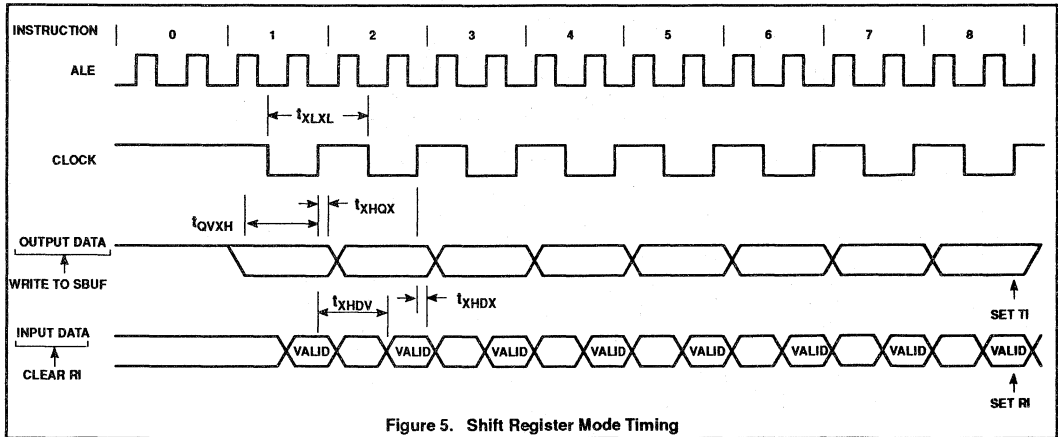 INSTRUCTION | 0 | 1 | 2 | 3 | 4 | 5 | 6 | 7 | 8 |
ALE
tXLXL
CLOCK
tQVXH
tXHQX
OUTPUT DATA
WRITE TO SBUF
tXHDV
tXHDX
SET TI
INPUT DATA
VALID VALID VALID VALID VALID VALID VALID VALID
CLEAR RI
SET RI
Figure 5. Shift Register Mode Timing